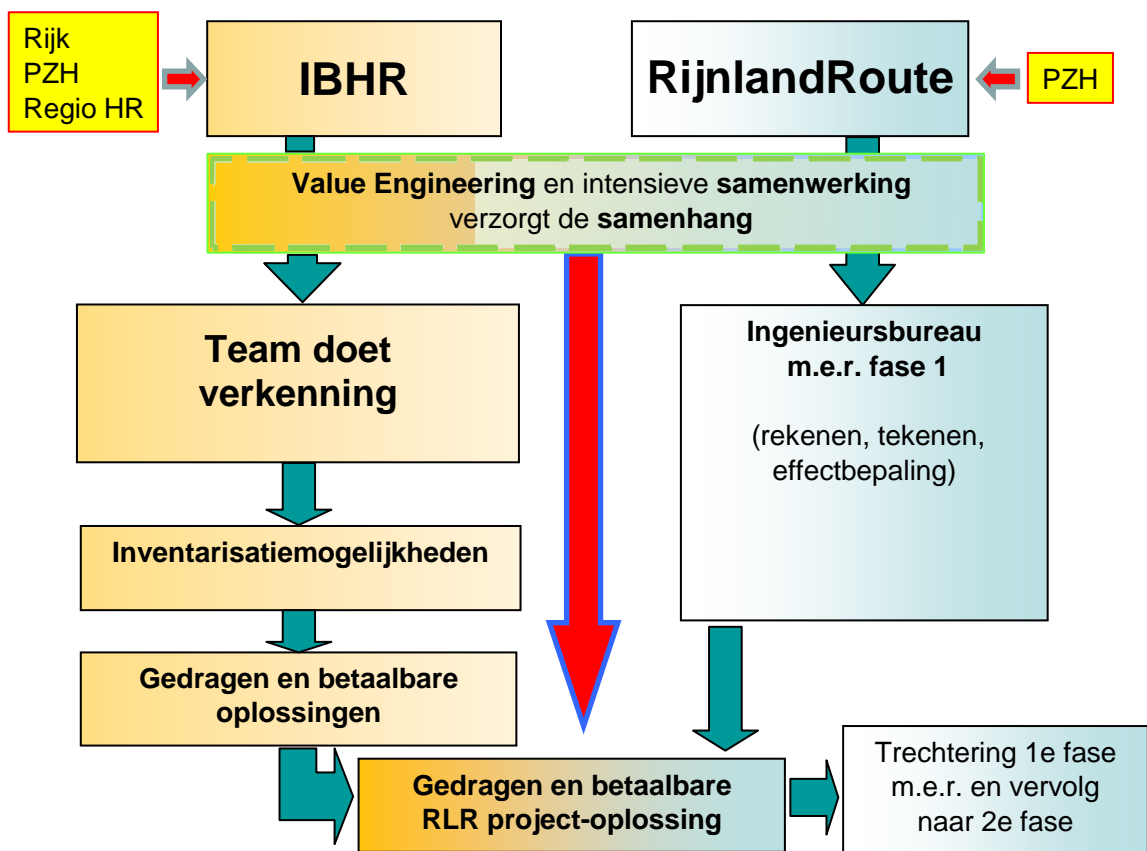 Rijk
PZH
Regio HR
IBHR
RijnlandRoute
PZH
Value Engineering en intensieve samenwerking
verzorgt de samenhang
Team doet
verkenning
Ingenieursbureau
m.e.r. fase 1
(rekenen, tekenen,
effectbepaling)
Inventarisatiemogelijkheden
Gedragen en betaalbare
oplossingen
Gedragen en betaalbare
RLR project-oplossing
Trechtering 1e fase
m.e.r. en vervolg
naar 2e fase